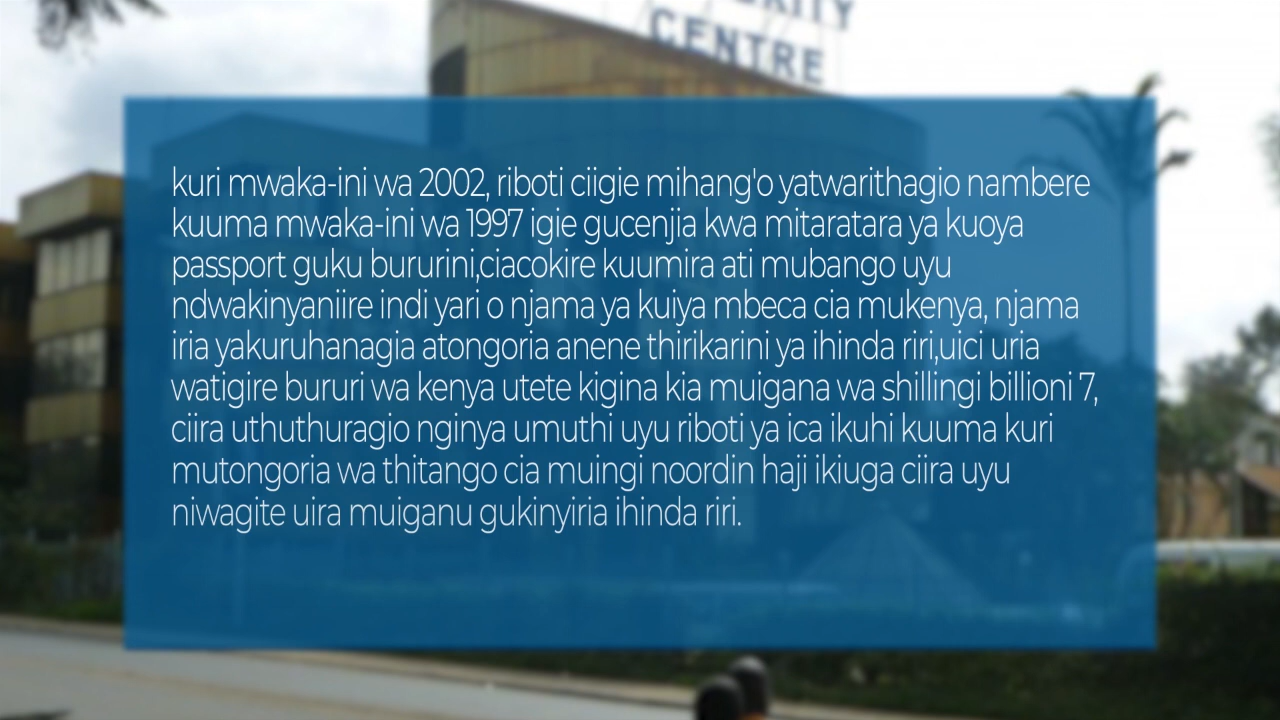 CENTRE
kuri mwaka-ini wa 2002, riboti ciigie mihang'o yatwarithagio nambere
kuuma mwaka-ini wa 1997 igie gucenjia kwa mitaratara ya kuoya
passport guku bururini,ciacokire kuumira ati mubango uyu
ndwakinyaniire indi yari o njama ya kuiya mbeca cia mukenya, njama
iria yakuruhanagia atongoria anene thirikarini ya ihinda riri,uici uria
watigire bururi wa kenya utete kigina kia muigana wa shillingi billioni 7,
ciira uthuthuragio nginya umuthi uyu riboti ya ica ikuhi kuuma kuri
mutongoria wa thitango cia muingi noordin haji ikiuga ciira uyu
niwagite uira muiganu gukinyiria ihinda riri.